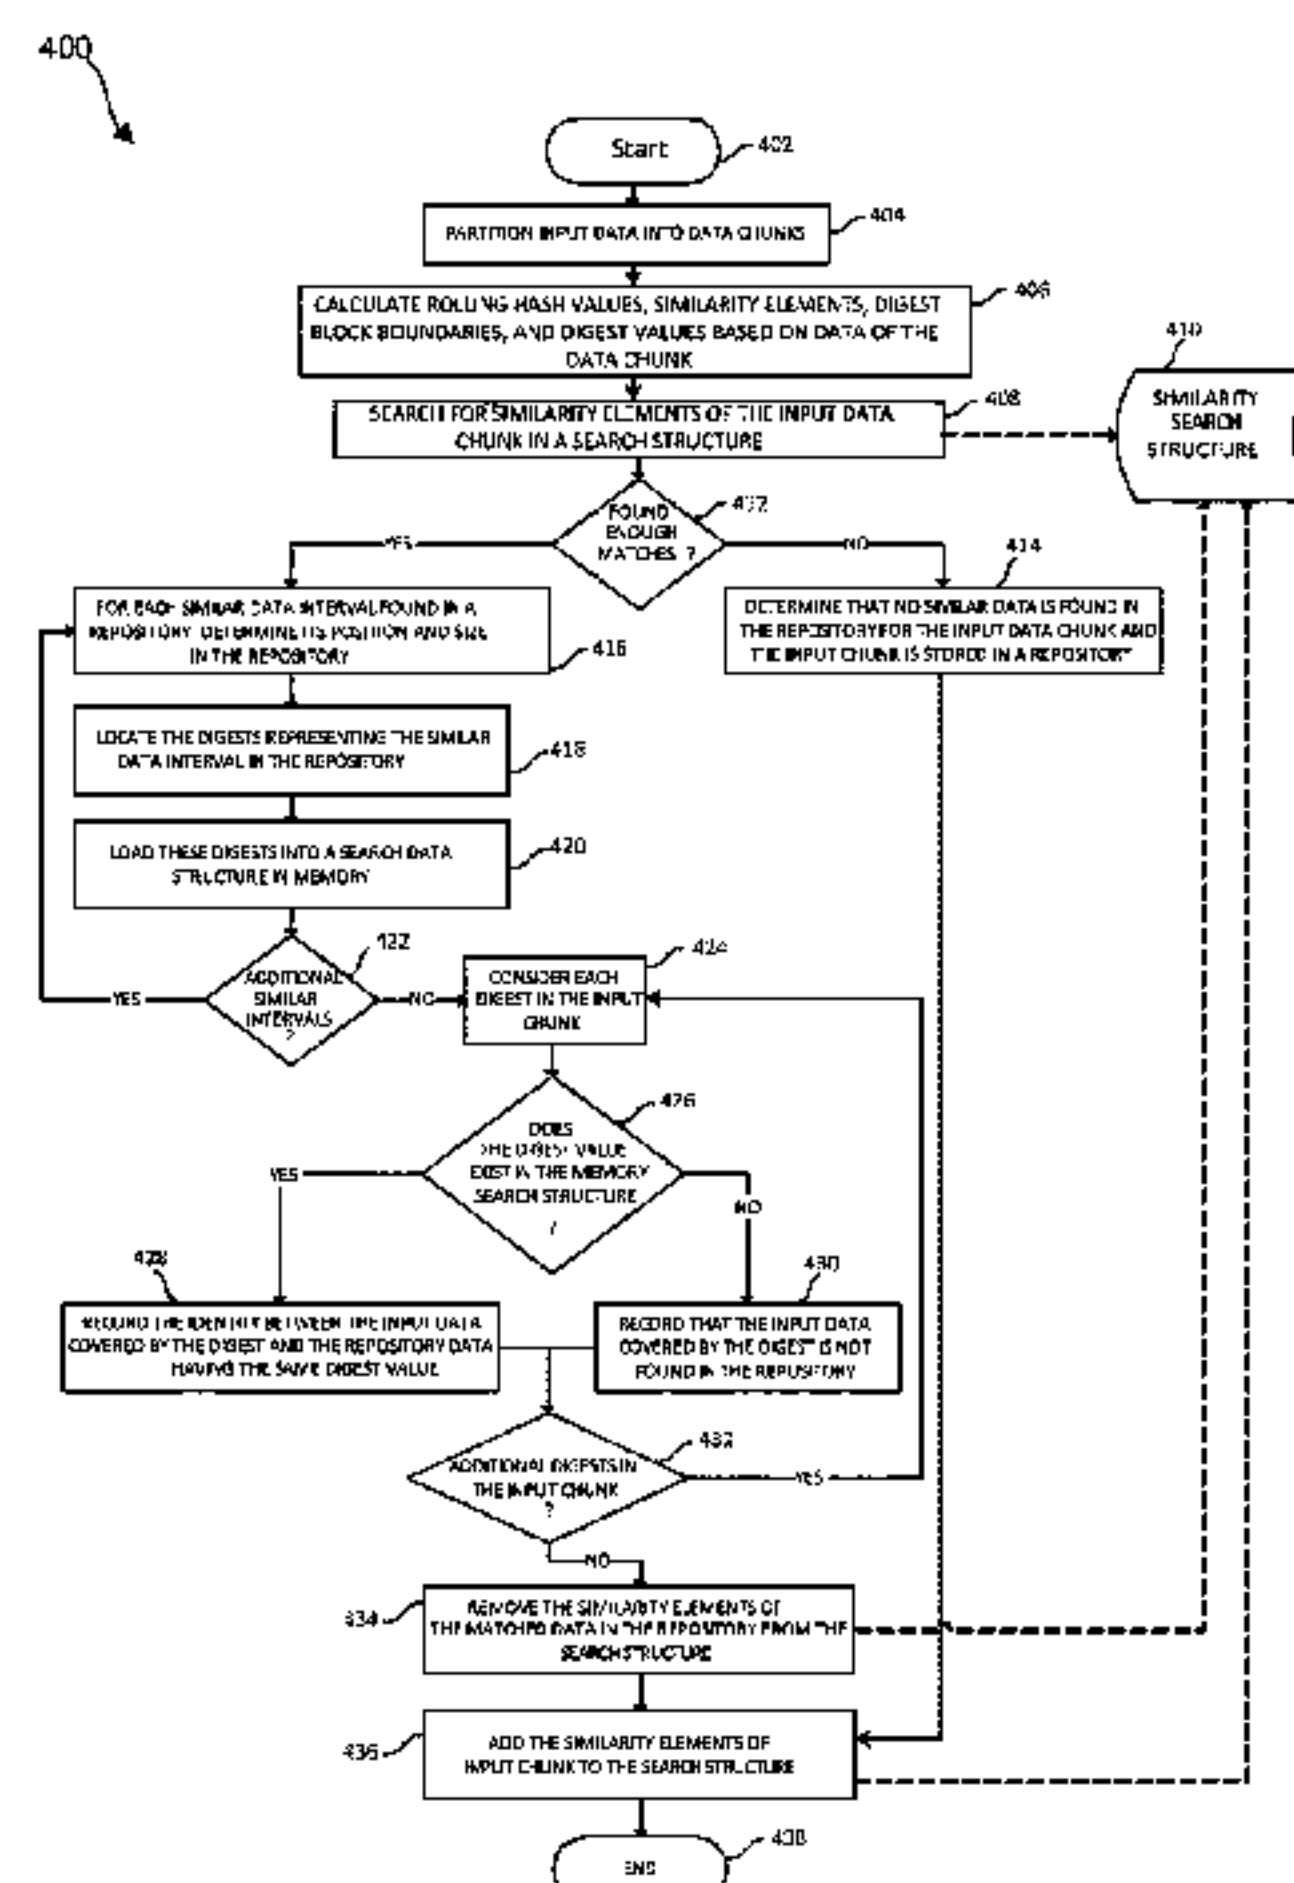 400
Start
402
PARTITION INPUT DATA INTO DATA CHUNKS
404
CALCULATE ROLLING HASH VALUES, SIMILARITY ELEMENTS, DIGEST
BLOCK BOUNDARIES, AND DIGEST VALUES BASED ON DATA OF THE
DATA CHUNK
406
SEARCH FOR SIMILARITY ELEMENTS OF THE INPUT DATA
CHUNK IN A SEARCH STRUCTURE
408
410
SIMILARITY
SEARCH
STRUCTURE
FOUND
ENOUGH
MATCHES ?
YES
NO
414
FOR EACH SIMILAR DATA INTERVAL FOUND IN A
REPOSITORY DETERMINE ITS POSITION AND SIZE
IN THE REPOSITORY
416
DETERMINE THAT NO SIMILAR DATA IS FOUND IN
THE REPOSITORY FOR THE INPUT DATA CHUNK AND
THE INPUT CHUNK IS STORED IN A REPOSITORY
LOCATE THE DIGESTS REPRESENTING THE SIMILAR
DATA INTERVAL IN THE REPOSITORY
418
LOAD THESE DIGESTS INTO A SEARCH DATA
STRUCTURE IN MEMORY
420
ADDITIONAL
SIMILAR
INTERVALS
?
422
YES
NO
CONSIDER EACH
DIGEST IN THE INPUT
CHUNK
424
DOES
THE DIGEST VALUE
EXIST IN THE MEMORY
SEARCH STRUCTURE
?
426
YES
NO
428
RECORD THE IDENTITY BETWEEN THE INPUT DATA
COVERED BY THE DIGEST AND THE REPOSITORY DATA
HAVING THE SAME DIGEST VALUE
430
RECORD THAT THE INPUT DATA
COVERED BY THE DIGEST IS NOT
FOUND IN THE REPOSITORY
ADDITIONAL DIGESTS IN
THE INPUT CHUNK
?
432
YES
NO
434
REMOVE THE SIMILARITY ELEMENTS OF
THE MATCHED DATA IN THE REPOSITORY FROM THE
SEARCH STRUCTURE
436
ADD THE SIMILARITY ELEMENTS OF
INPUT CHUNK TO THE SEARCH STRUCTURE
END
438